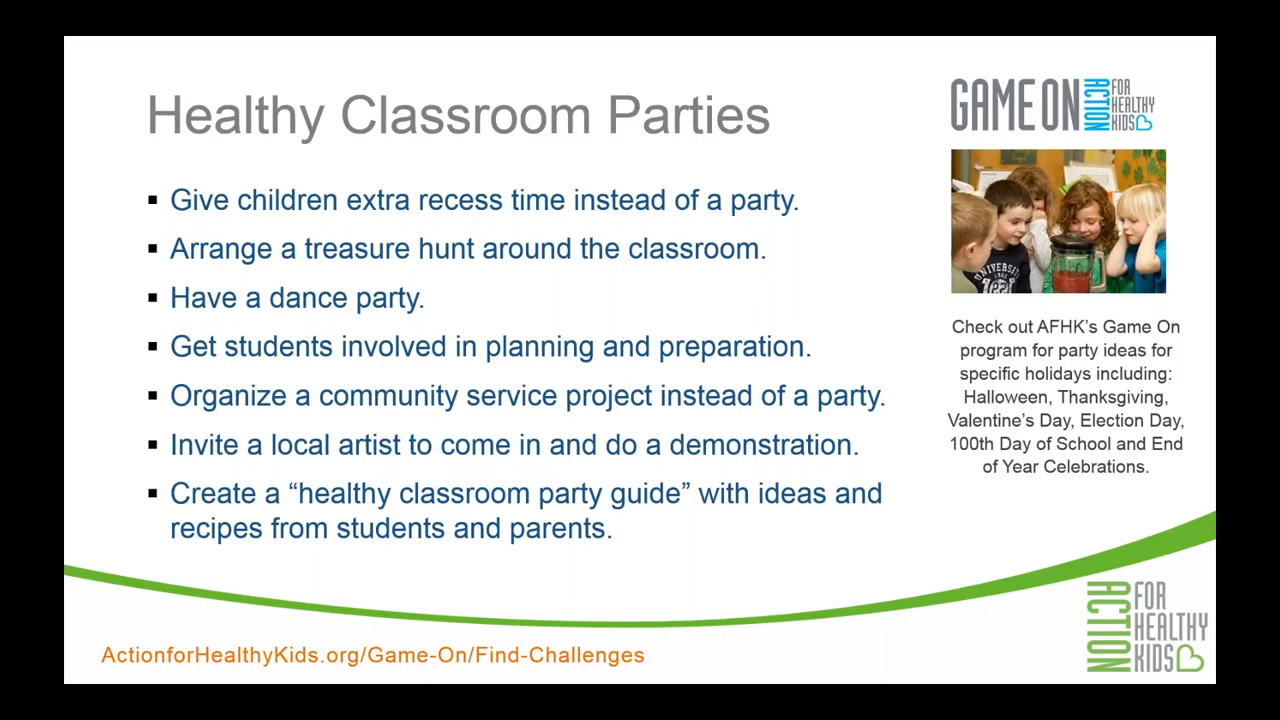 Healthy Classroom Parties
▪ Give children extra recess time instead of a party.
▪ Arrange a treasure hunt around the classroom.
▪ Have a dance party.
▪ Get students involved in planning and preparation.
▪ Organize a community service project instead of a party.
▪ Invite a local artist to come in and do a demonstration.
▪ Create a “healthy classroom party guide” with ideas and
recipes from students and parents.
GAME ON ACTION FOR HEALTHY KIDS
UNIVERSITY
Check out AFHK’s Game On
program for party ideas for
specific holidays including:
Halloween, Thanksgiving,
Valentine’s Day, Election Day,
100th Day of School and End
of Year Celebrations.
ActionforHealthyKids.org/Game-On/Find-Challenges
ACTION FOR HEALTHY KIDS